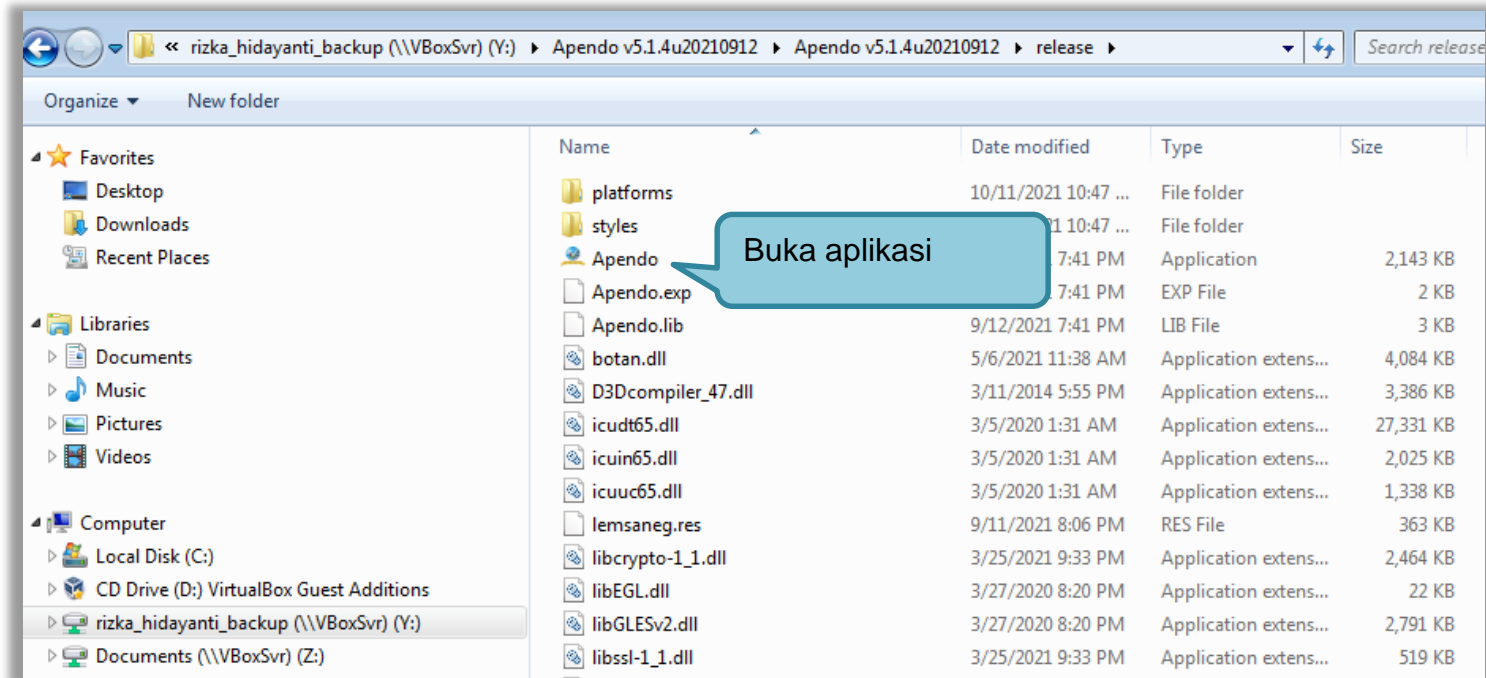 « rizka_hidayanti_backup (\\VBoxSvr) (Y:) Apendo v5.1.4u20210912 Apendo v5.1.4u20210912 release Search release
Organize New folder
Name Date modified Type Size
Favorites
Desktop
Downloads
Recent Places
Libraries
Documents
Music
Pictures
Videos
Computer
Local Disk (C:)
CD Drive (D:) VirtualBox Guest Additions
rizka_hidayanti_backup (\\VBoxSvr) (Y:)
Documents (\\VBoxSvr) (Z:)
platforms 10/11/2021 10:47 ... File folder
styles 10:47 ... File folder
Buka aplikasi
Apendo 7:41 PM Application 2,143 KB
Apendo.exp 7:41 PM EXP File 2 KB
Apendo.lib 9/12/2021 7:41 PM LIB File 3 KB
botan.dll 5/6/2021 11:38 AM Application extens... 4,084 KB
D3Dcompiler_47.dll 3/11/2014 5:55 PM Application extens... 3,386 KB
icudt65.dll 3/5/2020 1:31 AM Application extens... 27,331 KB
icuin65.dll 3/5/2020 1:31 AM Application extens... 2,025 KB
icuuc65.dll 3/5/2020 1:31 AM Application extens... 1,338 KB
lemsaneg.res 9/11/2021 8:06 PM RES File 363 KB
libcrypto-1_1.dll 3/25/2021 9:33 PM Application extens... 2,464 KB
libEGL.dll 3/27/2020 8:20 PM Application extens... 22 KB
libGLESv2.dll 3/27/2020 8:20 PM Application extens... 2,791 KB
libssl-1_1.dll 3/25/2021 9:33 PM Application extens... 519 KB